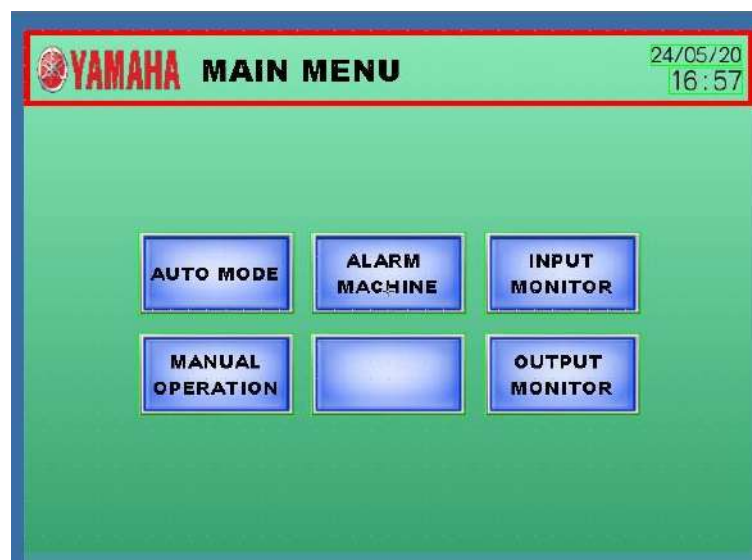 YAMAHA MAIN MENU
24/05/20
16:57
AUTO MODE
ALARM
MACHINE
INPUT
MONITOR
MANUAL
OPERATION
OUTPUT
MONITOR